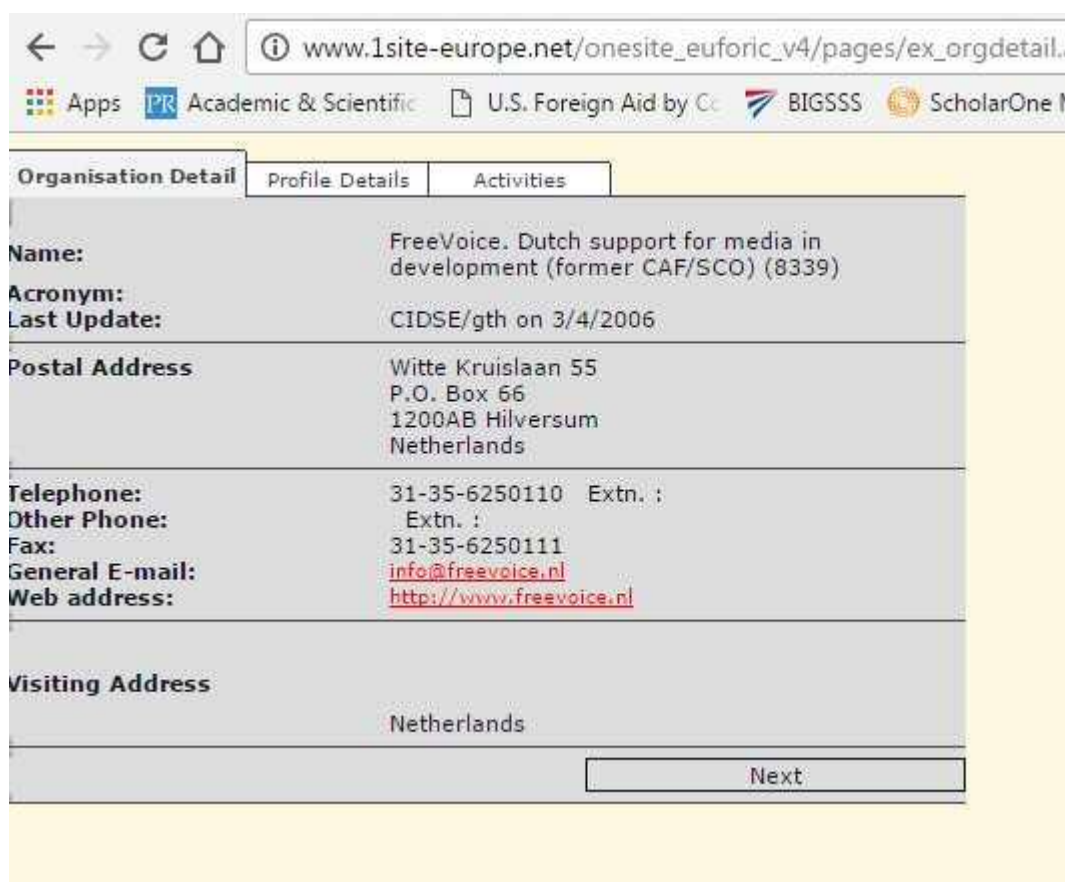 www.1site-europe.net/onesite_euforic_v4/pages/ex_orgdetail.
Apps PR Academic & Scientific U.S. Foreign Aid by Co BIGSSS ScholarOne
Organisation Detail Profile Details Activities
Name: FreeVoice. Dutch support for media in
development (former CAF/SCO) (8339)
Acronym:
Last Update: CIDSE/gth on 3/4/2006
Postal Address Witte Kruislaan 55
P.O. Box 66
1200AB Hilversum
Netherlands
Telephone: 31-35-6250110 Extn. :
Other Phone: Extn. :
Fax: 31-35-6250111
General E-mail: info@freevoice.nl
Web address: http://www.freevoice.nl
Visiting Address
Netherlands
Next